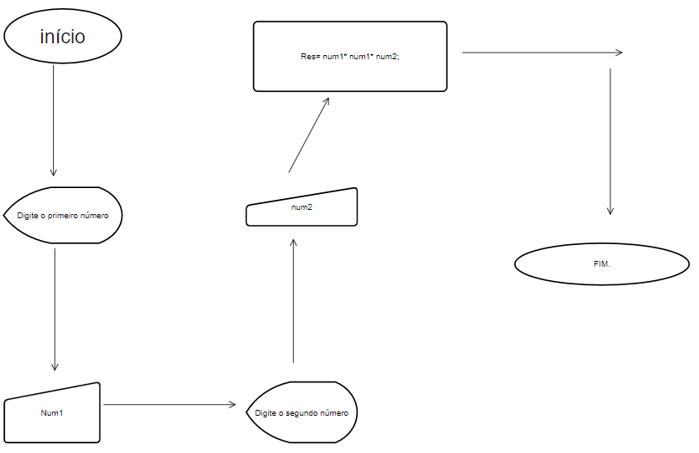 início
Digite o primeiro número
Num1
Digite o segundo número
num2
Res= num1* num1* num2;
FIM.